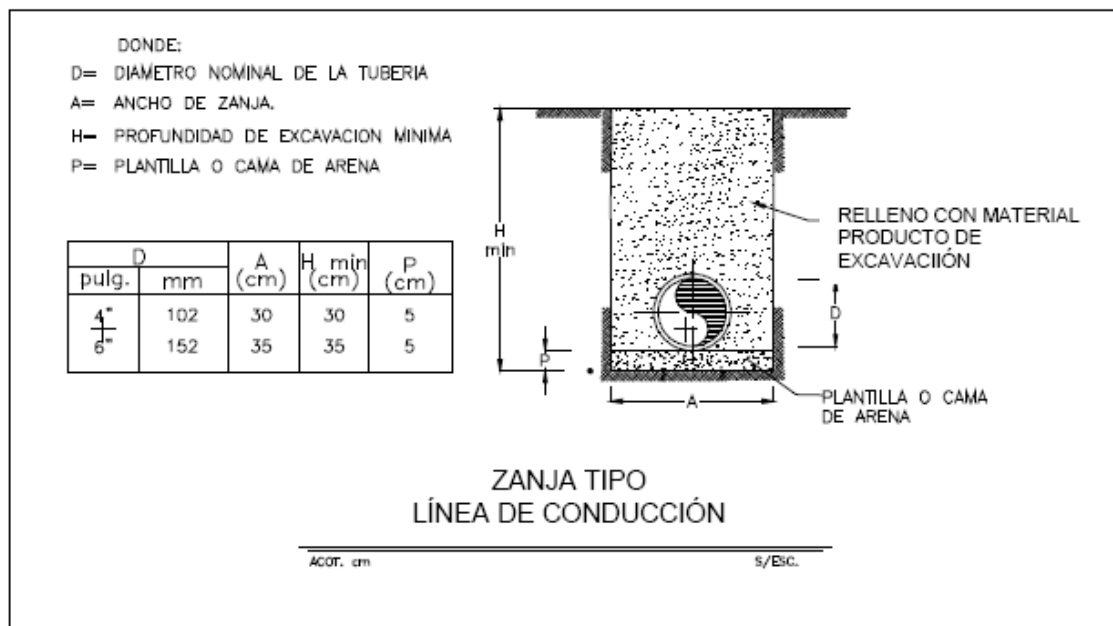 DONDE:
D= DIAMETRO NOMINAL DE LA TUBERIA
A= ANCHO DE ZANJA.
H= PROFUNDIDAD DE EXCAVACION MINIMA
P= PLANTILLA O CAMA DE ARENA
D A H min P
pulg. mm (cm) (cm) (cm)
4" 102 30 30 5
6" 152 35 35 5
H
min
RELLENO CON MATERIAL
PRODUCTO DE
EXCAVACIIÓN
D
P
A
PLANTILLA O CAMA
DE ARENA
ZANJA TIPO
LÍNEA DE CONDUCCIÓN
ACOT. cm S/ESC.